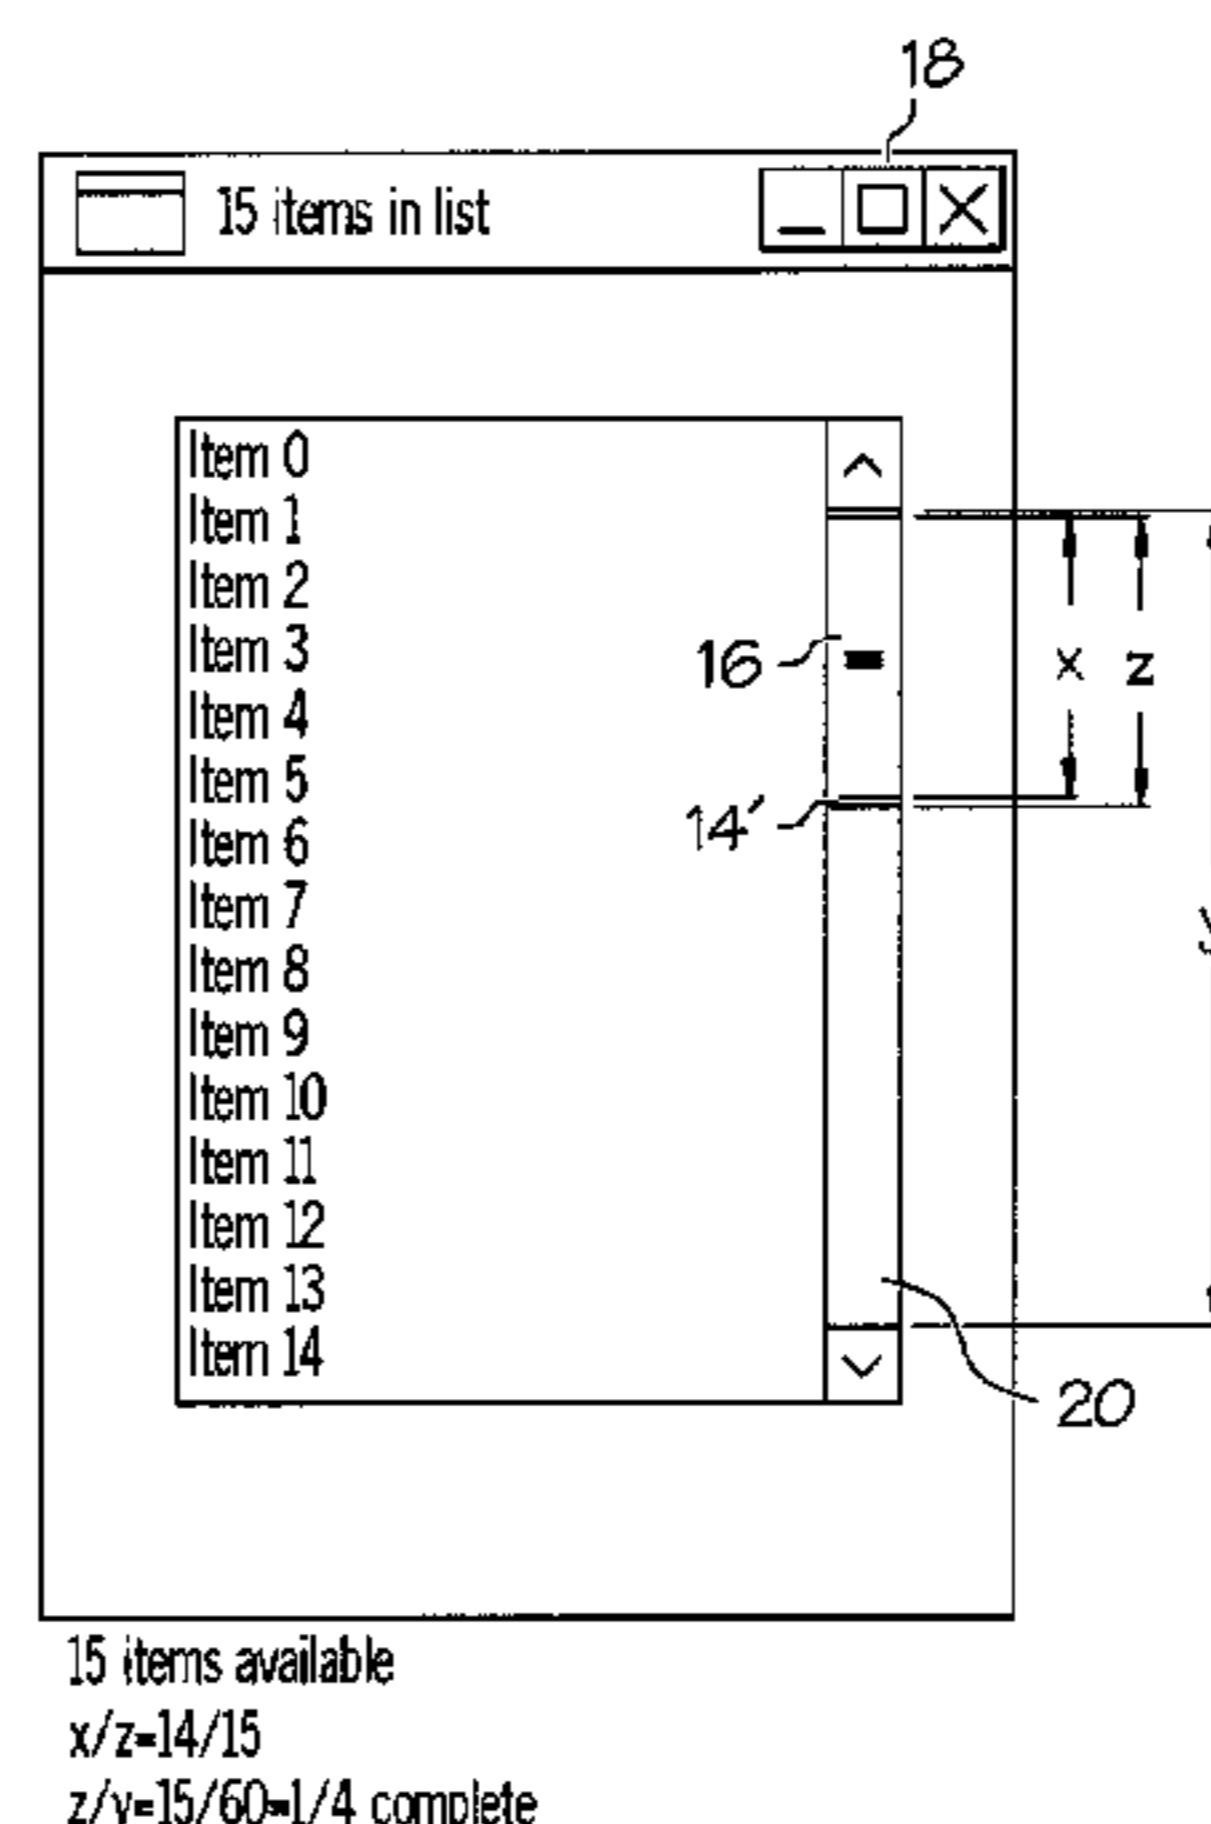 18
15 items in list
Item 0
Item 1
Item 2
Item 3
Item 4
Item 5
Item 6
Item 7
Item 8
Item 9
Item 10
Item 11
Item 12
Item 13
Item 14
16
x z
14'
y
20
15 items available
x/z=14/15
z/y=15/60=1/4 complete